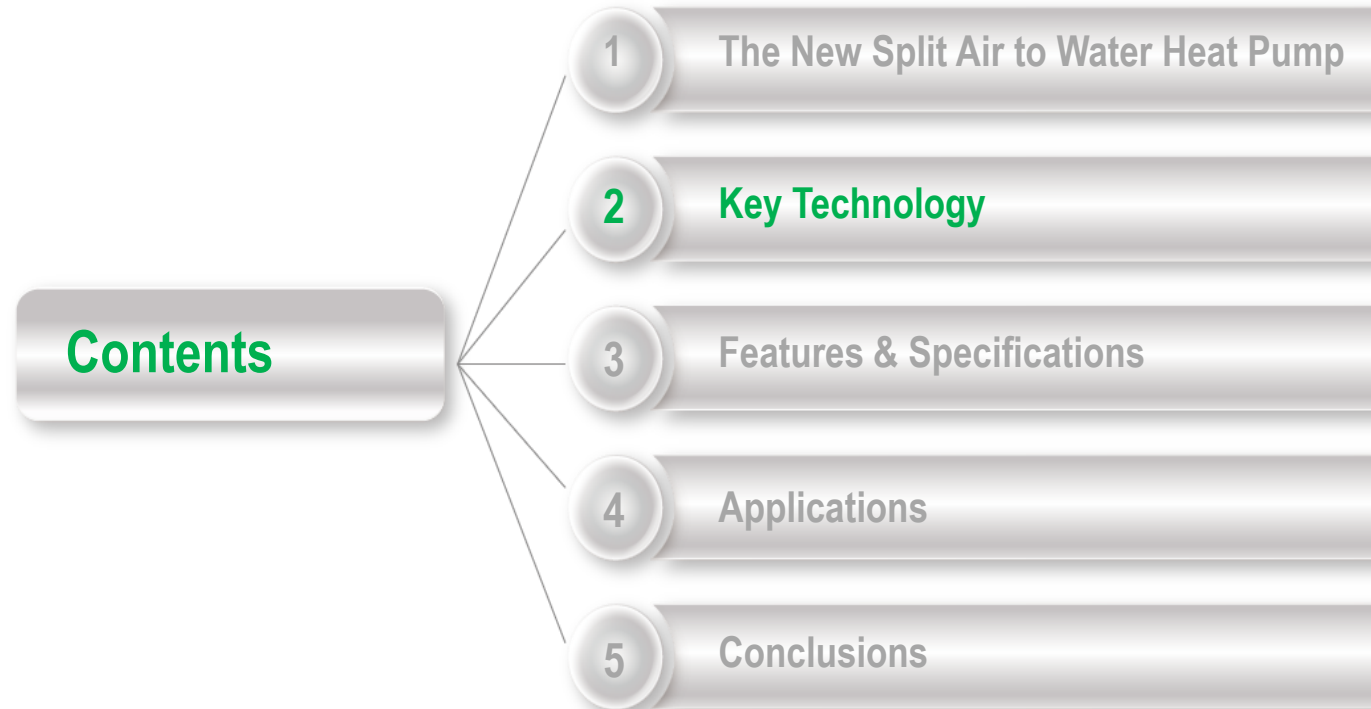 Contents
1 The New Split Air to Water Heat Pump
2 Key Technology
3 Features & Specifications
4 Applications
5 Conclusions